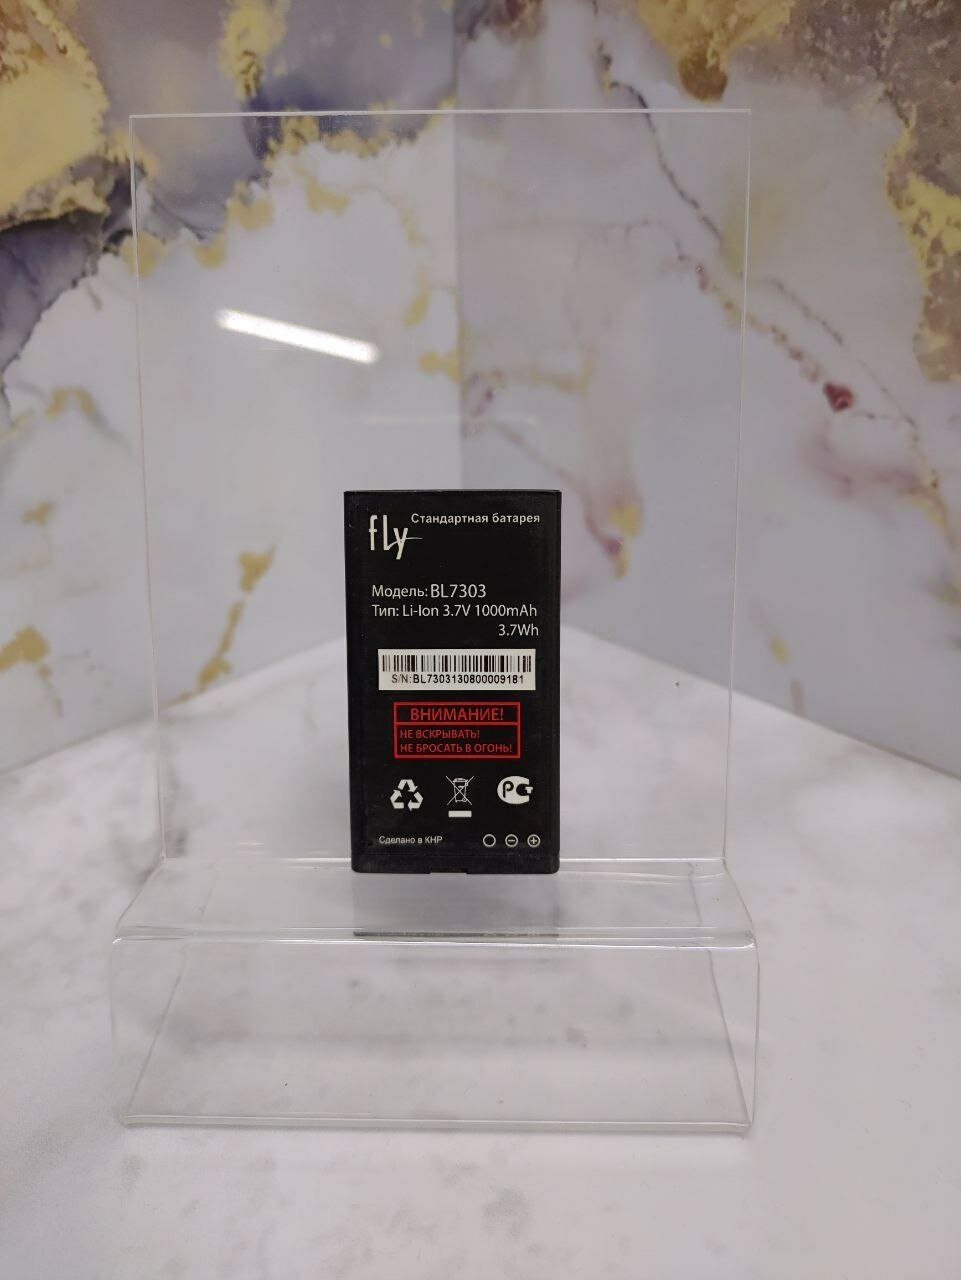 fly
Стандартная батарея
Модель: BL7303
Тип: Li-Ion 3.7V 1000mAh
3.7Wh
S/N:BL7303130800009181
ВНИМАНИЕ!
НЕ ВСКРЫВАТЬ!
НЕ БРОСАТЬ В ОГОНЬ!
РСТ
Сделано в КНР